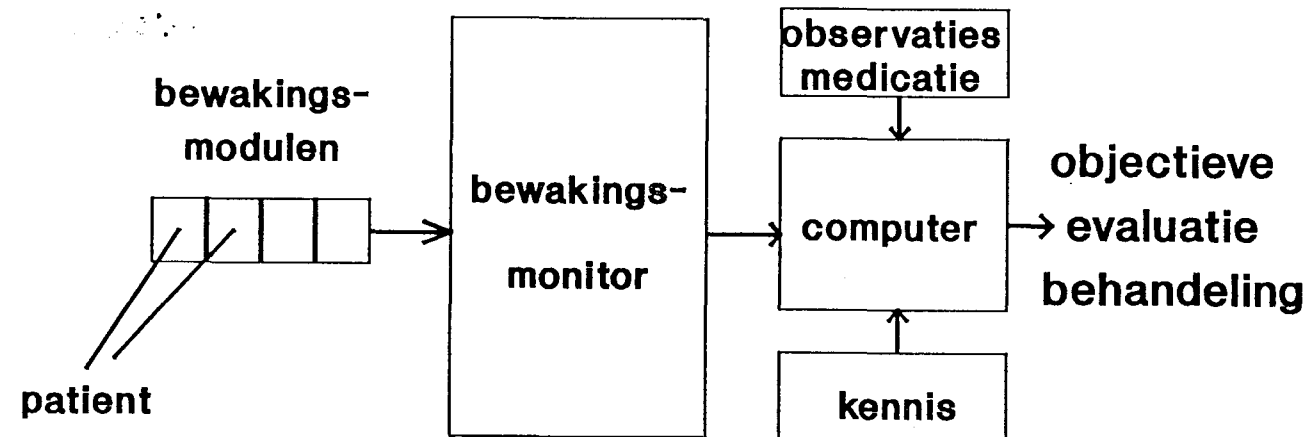 bewakings-
modulen
patient
bewakings-
monitor
observaties
medicatie
computer
kennis
objectieve
evaluatie
behandeling